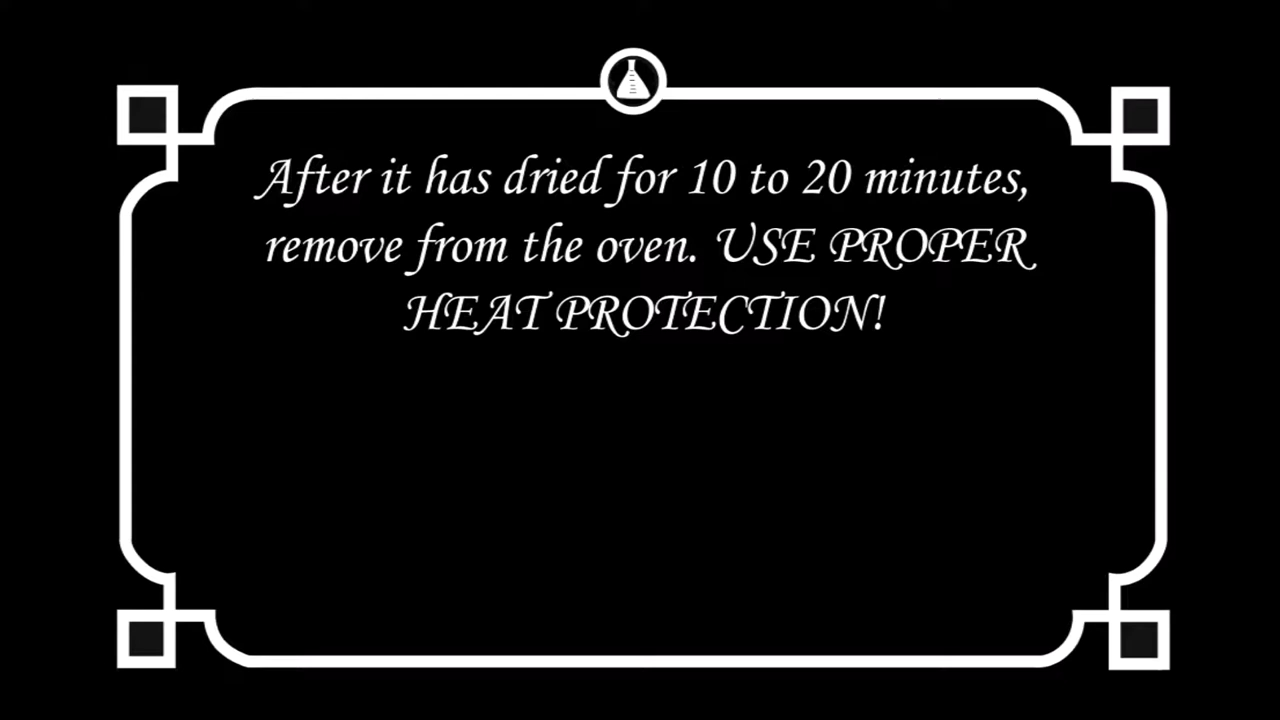 After it has dried for 10 to 20 minutes,
remove from the oven. USE PROPER
HEAT PROTECTION!